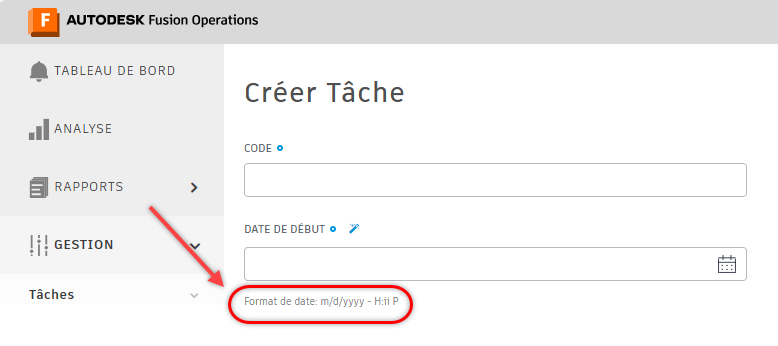 F AUTODESK Fusion Operations
TABLEAU DE BORD
ANALYSE
RAPPORTS
GESTION
Tâches
Créer Tâche
CODE
DATE DE DÉBUT
Format de date: m/d/yyyy - H:ii P